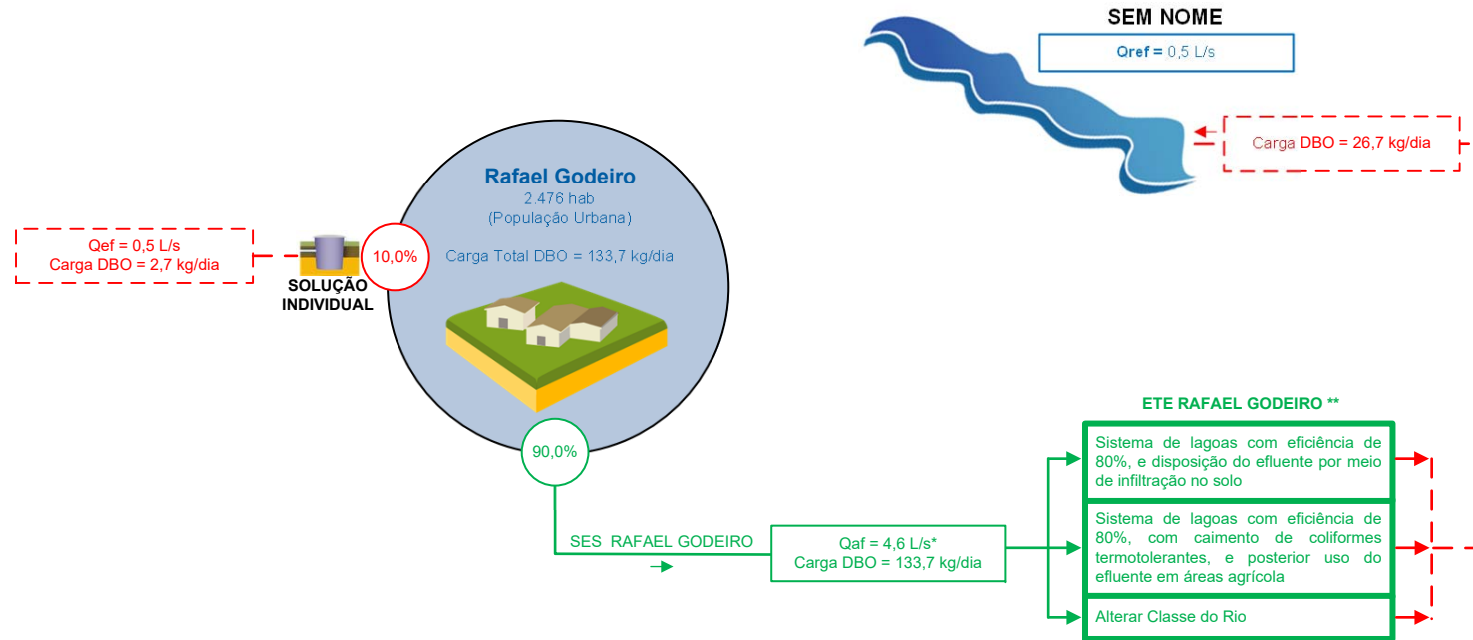 SEM NOME
Qref = 0,5 L/s
Carga DBO = 26,7 kg/dia
Rafael Godeiro
2.476 hab
(População Urbana)
Carga Total DBO = 133,7 kg/dia
Qef = 0,5 L/s
Carga DBO = 2,7 kg/dia
10,0%
SOLUÇÃO
INDIVIDUAL
90,0%
SES RAFAEL GODEIRO
Qaf = 4,6 L/s*
Carga DBO = 133,7 kg/dia
ETE RAFAEL GODEIRO **
Sistema de lagoas com eficiência de
80%, e disposição do efluente por meio
de infiltração no solo
Sistema de lagoas com eficiência de
80%, com caimento de coliformes
termotolerantes, e posterior uso do
efluente em áreas agrícola
Alterar Classe do Rio